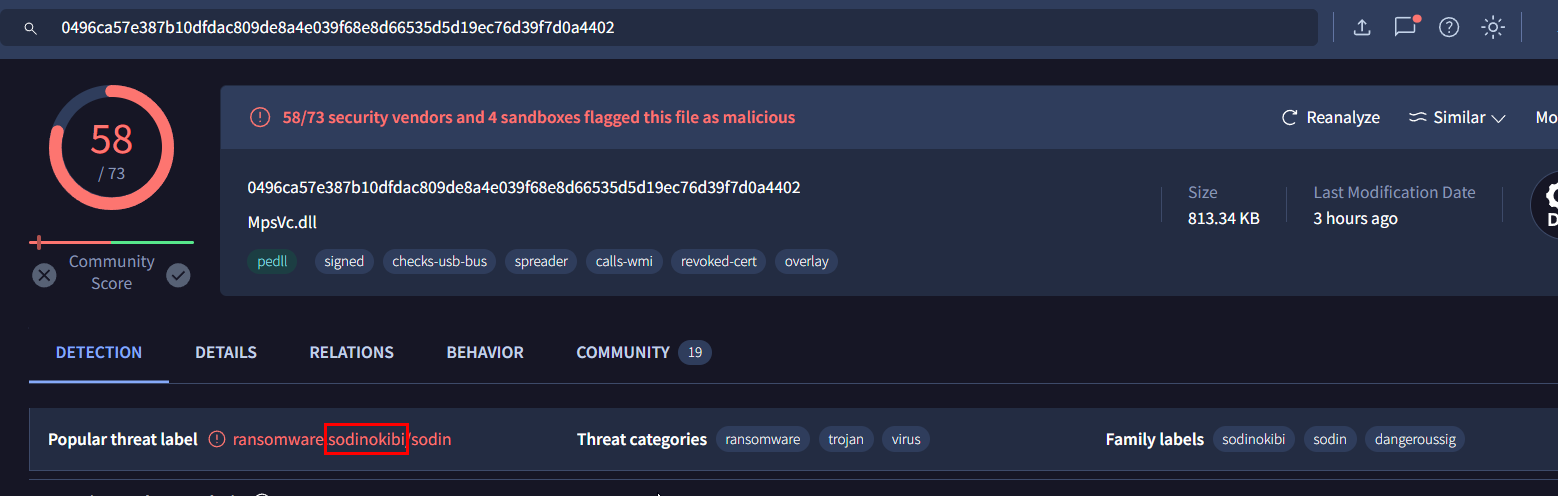 0496ca57e387b10dfdac809de8a4e039f68e8d66535d5d19ec76d39f7d0a4402
58
/ 73
Community
Score
58/73 security vendors and 4 sandboxes flagged this file as malicious
Reanalyze
Similar
0496ca57e387b10dfdac809de8a4e039f68e8d66535d5d19ec76d39f7d0a4402
MpsVc.dll
pedll signed checks-usb-bus spreader calls-wmi revoked-cert overlay
Size
813.34 KB
Last Modification Date
3 hours ago
DETECTION DETAILS RELATIONS BEHAVIOR COMMUNITY 19
Popular threat label ransomware.sodinokibi/sodin
Threat categories ransomware trojan virus
Family labels sodinokibi sodin dangeroussig